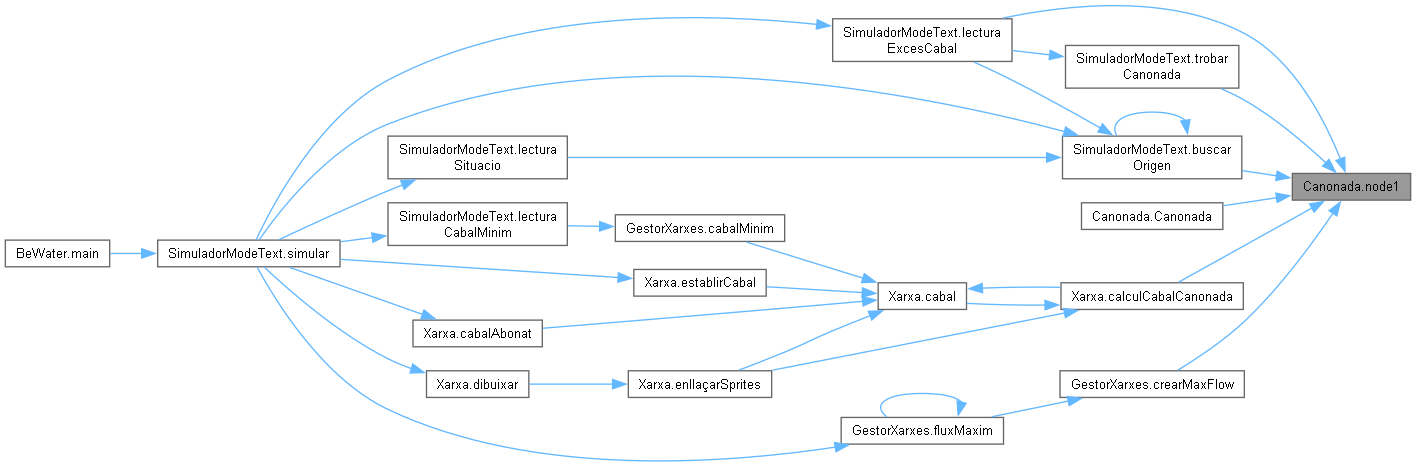 SimuladorModeText.lectura
ExcesCabal
SimuladorModeText.trobar
Canonada
SimuladorModeText.lectura
Situacio
SimuladorModeText.buscar
Origen
Canonada.node1
SimuladorModeText.lectura
CabalMinim
Canonada.Canonada
GestorXarxes.cabalMinim
BeWater.main
SimuladorModeText.simular
Xarxa.establirCabal
Xarxa.cabal
Xarxa.calculCabalCanonada
Xarxa.cabalAbonat
Xarxa.dibuixar
Xarxa.enllaçarSprites
GestorXarxes.crearMaxFlow
GestorXarxes.fluxMaxim